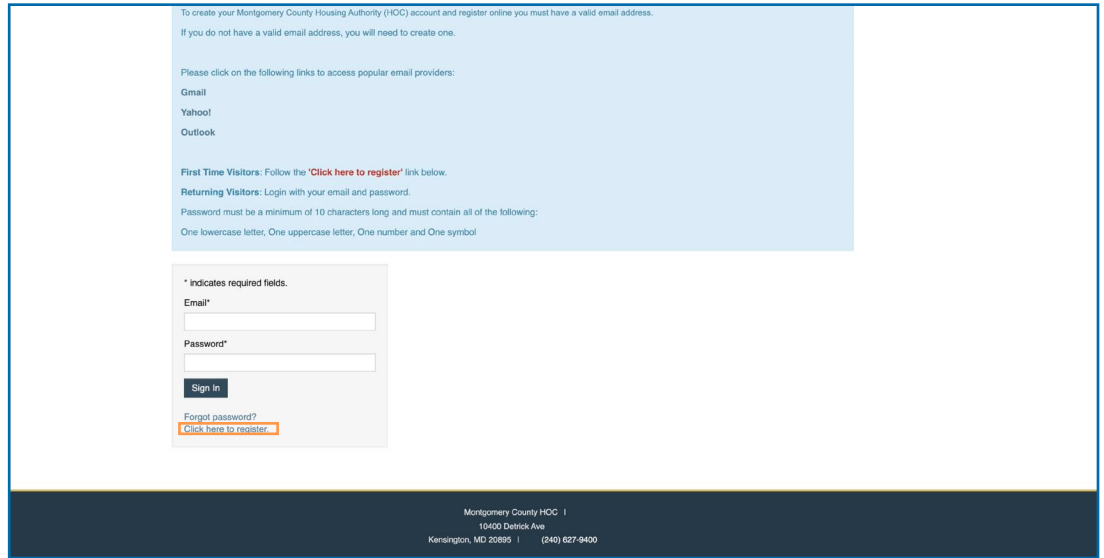 To create your Montgomery County Housing Authority (HOC) account and register online you must have a valid email address.
If you do not have a valid email address, you will need to create one.
Please click on the following links to access popular email providers:
Gmail
Yahoo!
Outlook
First Time Visitors: Follow the 'Click here to register' link below.
Returning Visitors: Login with your email and password.
Password must be a minimum of 10 characters long and must contain all of the following:
One lowercase letter, One uppercase letter, One number and One symbol
* indicates required fields.
Email*
Password*
Sign In
Forgot password?
Click here to register.
Montgomery County HOC |
10400 Detrick Ave
Kensington, MD 20895 | (240) 627-9400